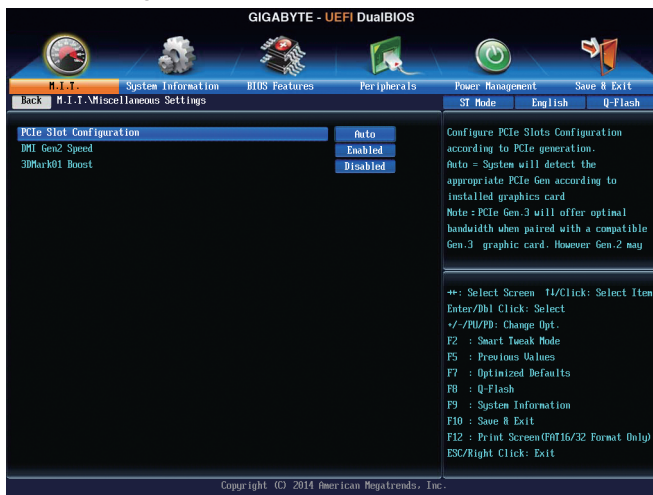 GIGABYTE - UEFI DualBIOS
M.I.T.
System Information
BIOS Features
Peripherals
Power Management
Save & Exit
Back M.I.T.\Miscellaneous Settings
ST Mode
English
Q-Flash
PCIe Slot Configuration Auto
DMI Gen2 Speed Enabled
3DMark01 Boost Disabled
Configure PCIe Slots Configuration
according to PCIe generation.
Auto = System will detect the
appropriate PCIe Gen according to
installed graphics card
Note : PCIe Gen.3 will offer optimal
bandwidth when paired with a compatible
Gen.3 graphic card. However Gen.2 may
→←: Select Screen ↑↓/Click: Select Item
Enter/Dbl Click: Select
+/-/PU/PD: Change Opt.
F2 : Smart Tweak Mode
F5 : Previous Values
F7 : Optimized Defaults
F8 : Q-Flash
F9 : System Information
F10 : Save & Exit
F12 : Print Screen(FAT16/32 Format Only)
ESC/Right Click: Exit
Copyright (C) 2014 American Megatrends, Inc.